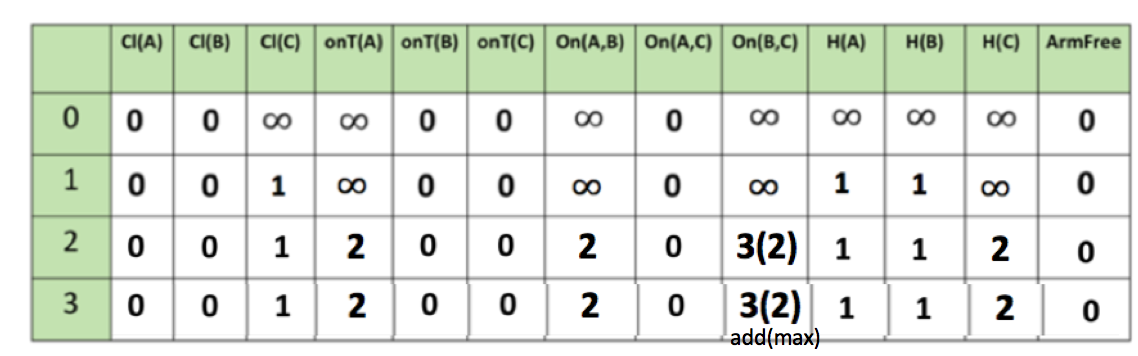 Cl(A) Cl(B) Cl(C) onT(A) onT(B) onT(C) On(A,B) On(A,C) On(B,C) H(A) H(B) H(C) ArmFree
0 0 0 ∞ ∞ 0 0 ∞ 0 ∞ ∞ ∞ ∞ 0
1 0 0 1 ∞ 0 0 ∞ 0 ∞ 1 1 ∞ 0
2 0 0 1 2 0 0 2 0 3(2) 1 1 2 0
3 0 0 1 2 0 0 2 0 3(2) 1 1 2 0
add(max)